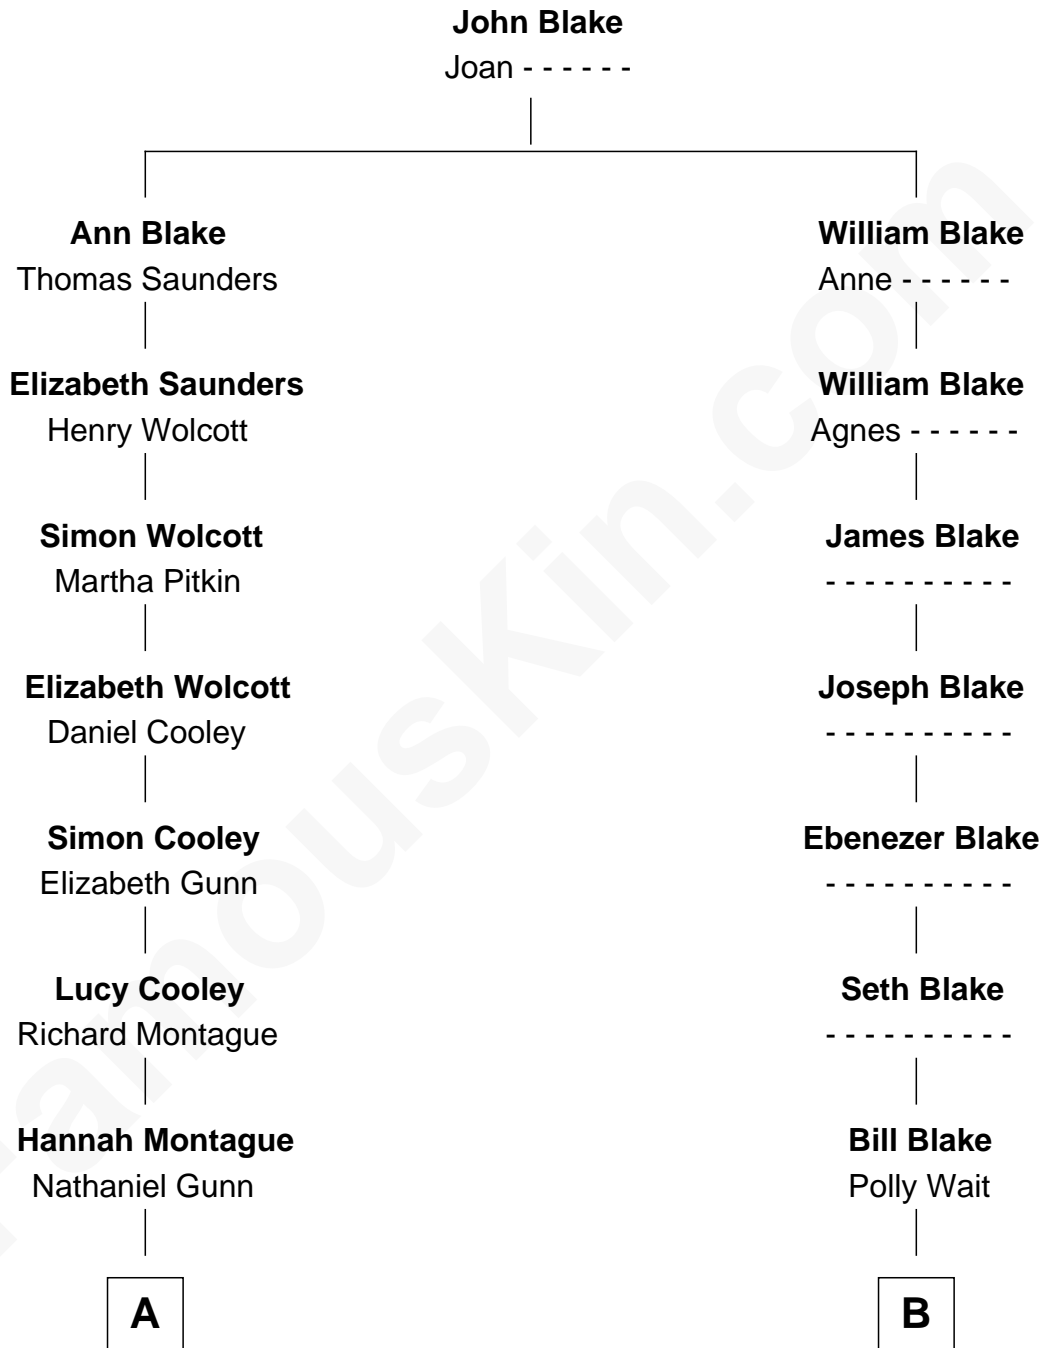 John Blake
Joan - - - - - -
Ann Blake
Thomas Saunders
William Blake
Anne - - - - - -
Elizabeth Saunders
Henry Wolcott
William Blake
Agnes - - - - - -
Simon Wolcott
Martha Pitkin
James Blake
- - - - - - - - - -
Elizabeth Wolcott
Daniel Cooley
Joseph Blake
- - - - - - - - - -
Simon Cooley
Elizabeth Gunn
Ebenezer Blake
- - - - - - - - - -
Lucy Cooley
Richard Montague
Seth Blake
- - - - - - - - - -
Hannah Montague
Nathaniel Gunn
Bill Blake
Polly Wait
A
B
FamousKin.com